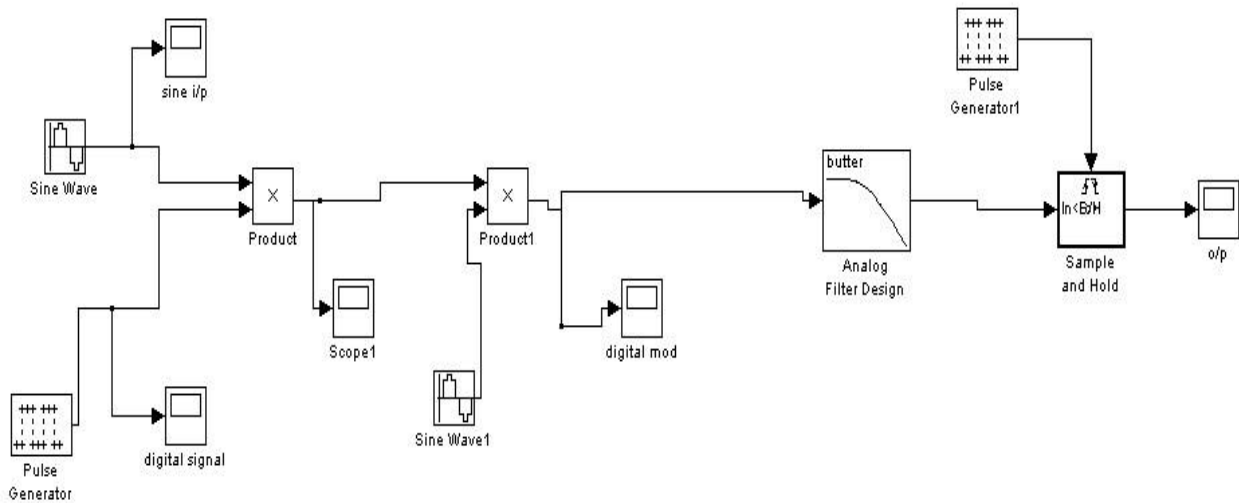 sine i/p
Sine Wave
X
Product
X
Product1
Scope1
digital mod
Sine Wave1
digital signal
Pulse
Generator
butter
Analog
Filter Design
Pulse
Generator1
Sample
and Hold
o/p